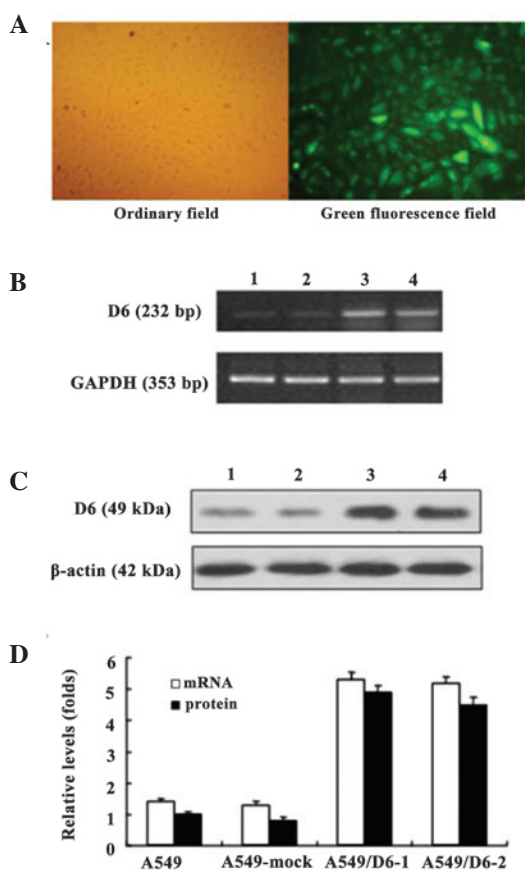 A
Ordinary field Green fluorescence field
B
1 2 3 4
D6 (232 bp)
GAPDH (353 bp)
C
1 2 3 4
D6 (49 kDa)
β-actin (42 kDa)
D
Relative levels (folds)
6
5
4
3
2
1
0
mRNA
protein
A549 A549-mock A549/D6-1 A549/D6-2